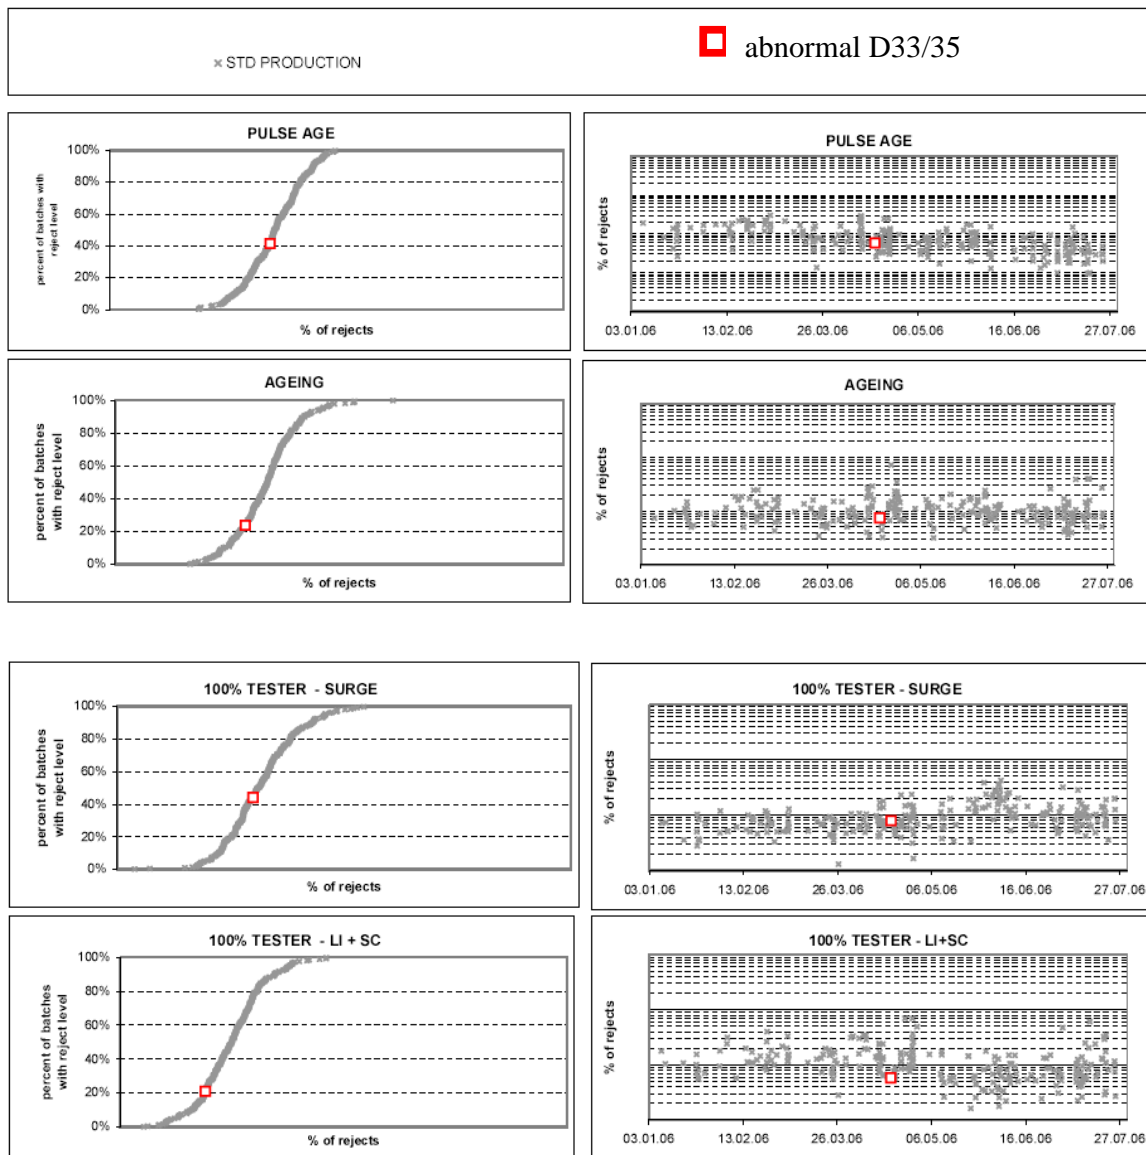 × STD PRODUCTION
abnormal D33/35
PULSE AGE
percent of batches with
reject level
100%
80%
60%
40%
20%
0%
% of rejects
PULSE AGE
% of rejects
03.01.06 13.02.06 26.03.06 06.05.06 16.06.06 27.07.06
AGEING
percent of batches
with reject level
100%
80%
60%
40%
20%
0%
% of rejects
AGEING
% of rejects
03.01.06 13.02.06 26.03.06 06.05.06 16.06.06 27.07.06
100% TESTER - SURGE
percent of batches
with reject level
100%
80%
60%
40%
20%
0%
% of rejects
100% TESTER - SURGE
% of rejects
03.01.06 13.02.06 26.03.06 06.05.06 16.06.06 27.07.06
100% TESTER - LI + SC
percent of batches
with reject level
100%
80%
60%
40%
20%
0%
% of rejects
100% TESTER - LI+SC
% of rejects
03.01.06 13.02.06 26.03.06 06.05.06 16.06.06 27.07.06